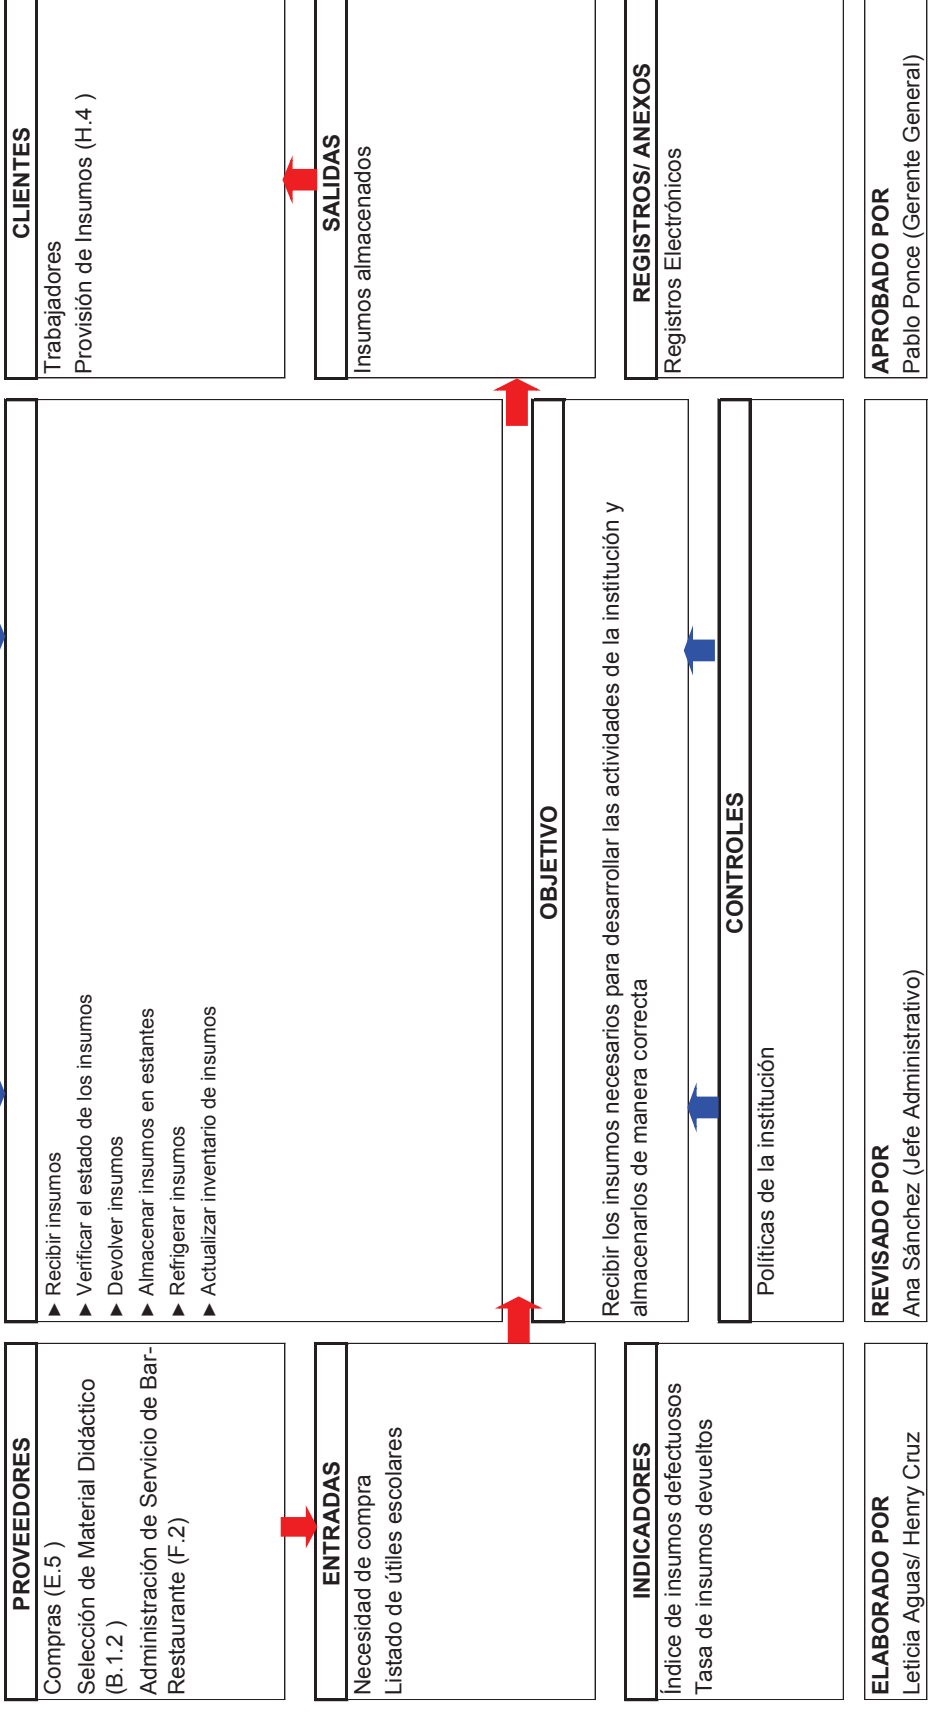 PROVEEDORES
Compras (E.5 )
Selección de Material Didáctico
(B.1.2 )
Administración de Servicio de Bar-
Restaurante (F.2)
► Recibir insumos
► Verificar el estado de los insumos
► Devolver insumos
► Almacenar insumos en estantes
► Refrigerar insumos
► Actualizar inventario de insumos
CLIENTES
Trabajadores
Provisión de Insumos (H.4 )
ENTRADAS
Necesidad de compra
Listado de útiles escolares
SALIDAS
Insumos almacenados
OBJETIVO
Recibir los insumos necesarios para desarrollar las actividades de la institución y
almacenarlos de manera correcta
INDICADORES
Índice de insumos defectuosos
Tasa de insumos devueltos
CONTROLES
Políticas de la institución
REGISTROS/ ANEXOS
Registros Electrónicos
ELABORADO POR
Leticia Aguas/ Henry Cruz
REVISADO POR
Ana Sánchez (Jefe Administrativo)
APROBADO POR
Pablo Ponce (Gerente General)